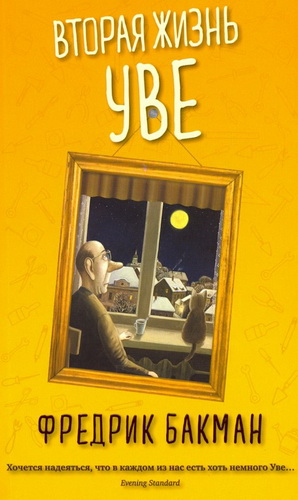 ВТОРАЯ ЖИЗНЬ
УВЕ
ФРЕДРИК БАКМАН
Хочется надеяться, что в каждом из нас есть хоть немного Уве...
Evening Standard